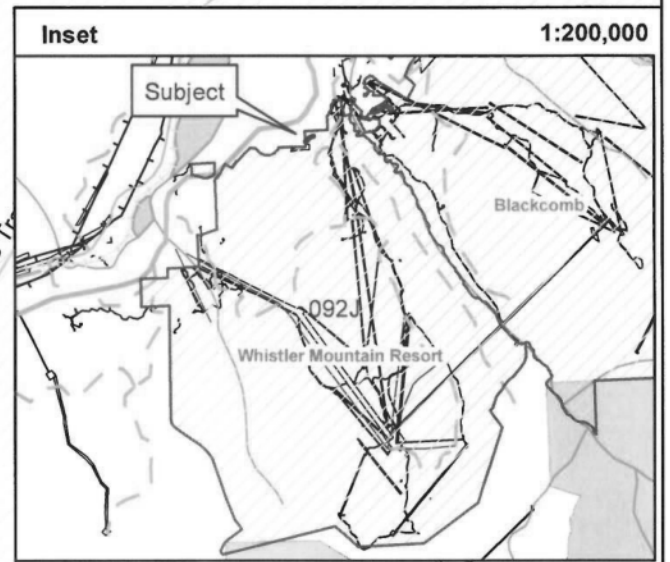 Inset 1:200,000
Subject
Blackcomb
092J
Whistler Mountain Resort